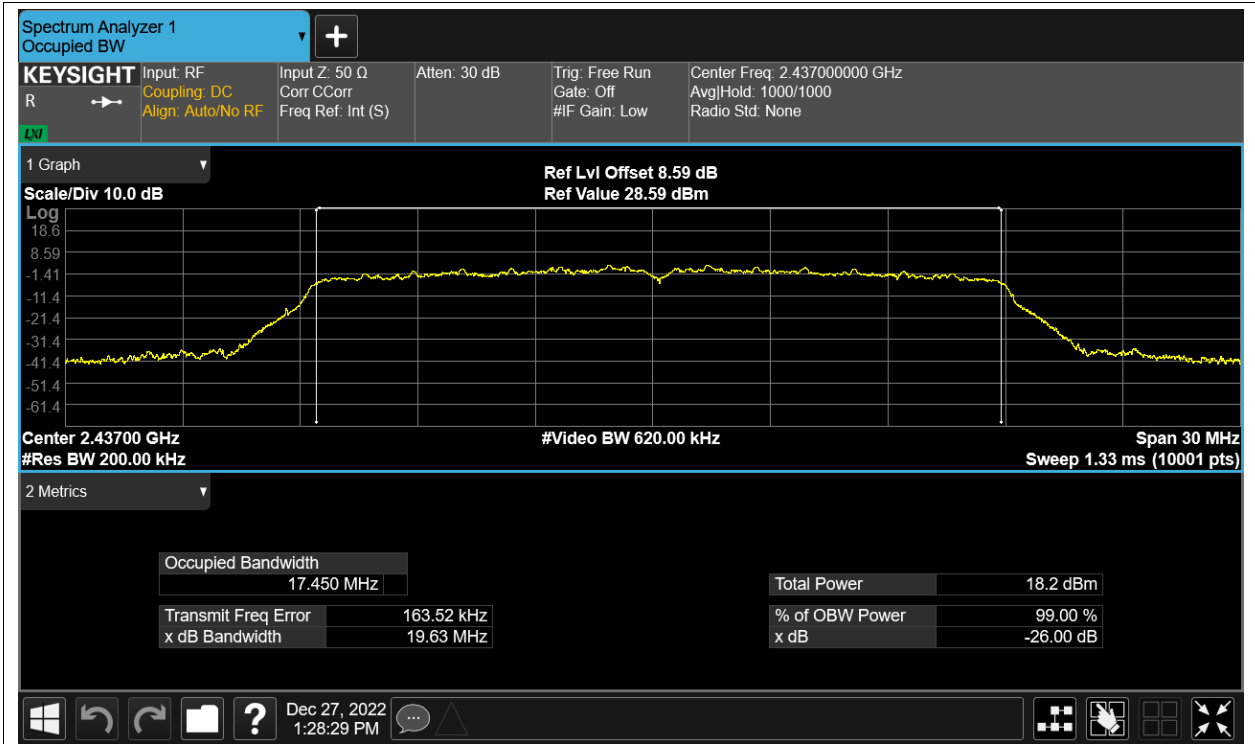 Spectrum Analyzer 1
Occupied BW
KEYSIGHT
R
LXI
Input: RF
Coupling: DC
Align: Auto/No RF
Input Z: 50 Ω
Corr CCorr
Freq Ref: Int (S)
Atten: 30 dB
Trig: Free Run
Gate: Off
#IF Gain: Low
Center Freq: 2.437000000 GHz
Avg|Hold: 1000/1000
Radio Std: None
1 Graph
Scale/Div 10.0 dB
Ref Lvl Offset 8.59 dB
Ref Value 28.59 dBm
Log
18.6
8.59
-1.41
-11.4
-21.4
-31.4
-41.4
-51.4
-61.4
Center 2.43700 GHz
#Video BW 620.00 kHz
Span 30 MHz
#Res BW 200.00 kHz
Sweep 1.33 ms (10001 pts)
2 Metrics
Occupied Bandwidth
17.450 MHz
Total Power 18.2 dBm
Transmit Freq Error 163.52 kHz
% of OBW Power 99.00 %
x dB Bandwidth 19.63 MHz
x dB -26.00 dB
?
Dec 27, 2022
1:28:29 PM